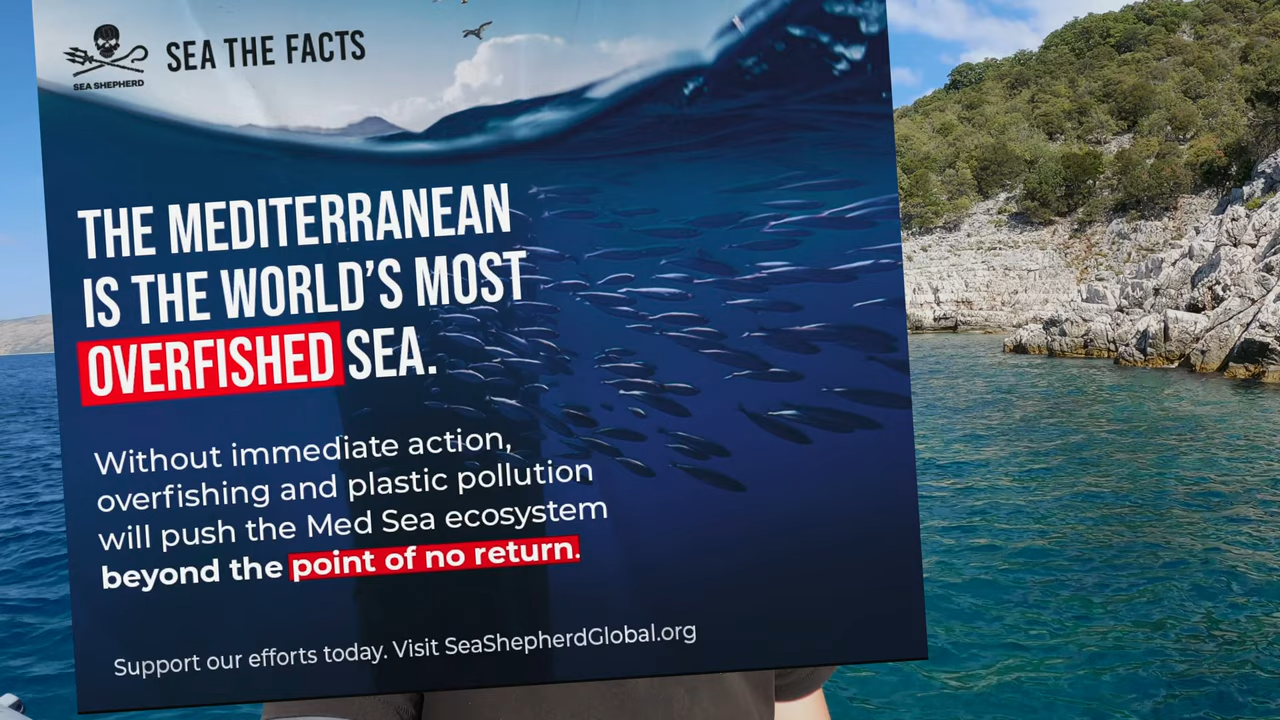 SEA SHEPHERD
SEA THE FACTS
THE MEDITERRANEAN
IS THE WORLD'S MOST
OVERFISHED SEA.
Without immediate action,
overfishing and plastic pollution
will push the Med Sea ecosystem
beyond the point of no return.
Support our efforts today. Visit SeaShepherdGlobal.org